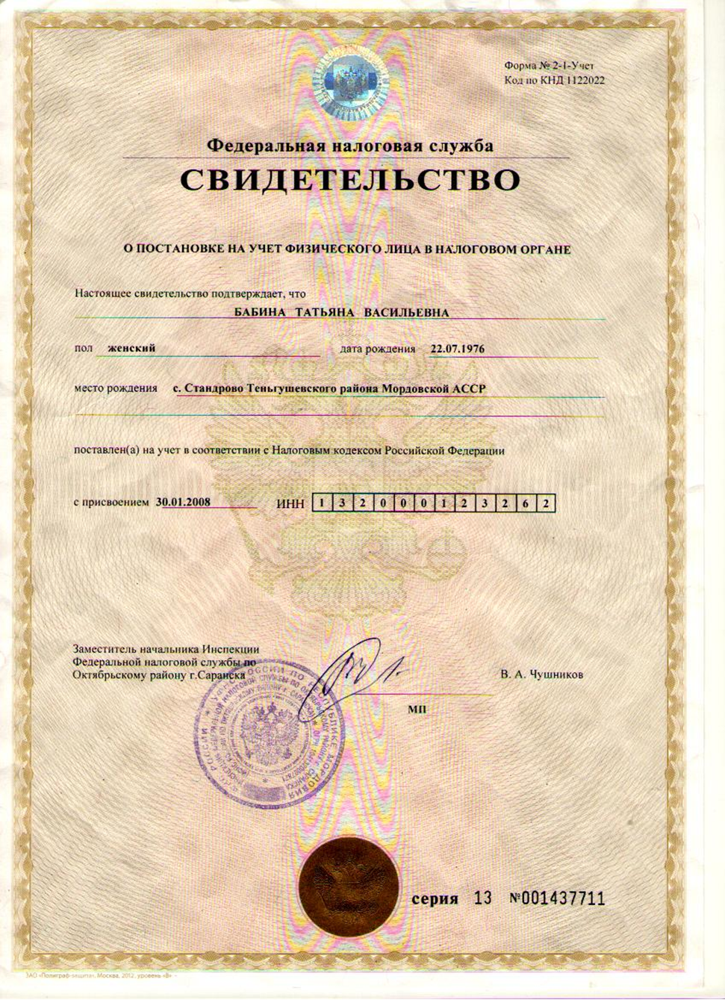 Форма № 2-1-Учет
Код по КНД 1122022
Федеральная налоговая служба
СВИДЕТЕЛЬСТВО
О ПОСТАНОВКЕ НА УЧЕТ ФИЗИЧЕСКОГО ЛИЦА В НАЛОГОВОМ ОРГАНЕ
Настоящее свидетельство подтверждает, что
БАБИНА ТАТЬЯНА ВАСИЛЬЕВНА
пол женский дата рождения 22.07.1976
место рождения с. Стандрово Теньгушевского района Мордовской АССР
поставлен(а) на учет в соответствии с Налоговым кодексом Российской Федерации
с присвоением 30.01.2008 ИНН 132000123262
Заместитель начальника Инспекции
Федеральной налоговой службы по
Октябрьскому району г.Саранска
В. А. Чушников
МП
серия 13 №001437711
ЗАО «Полиграф-защита», Москва, 2012, уровень «В»